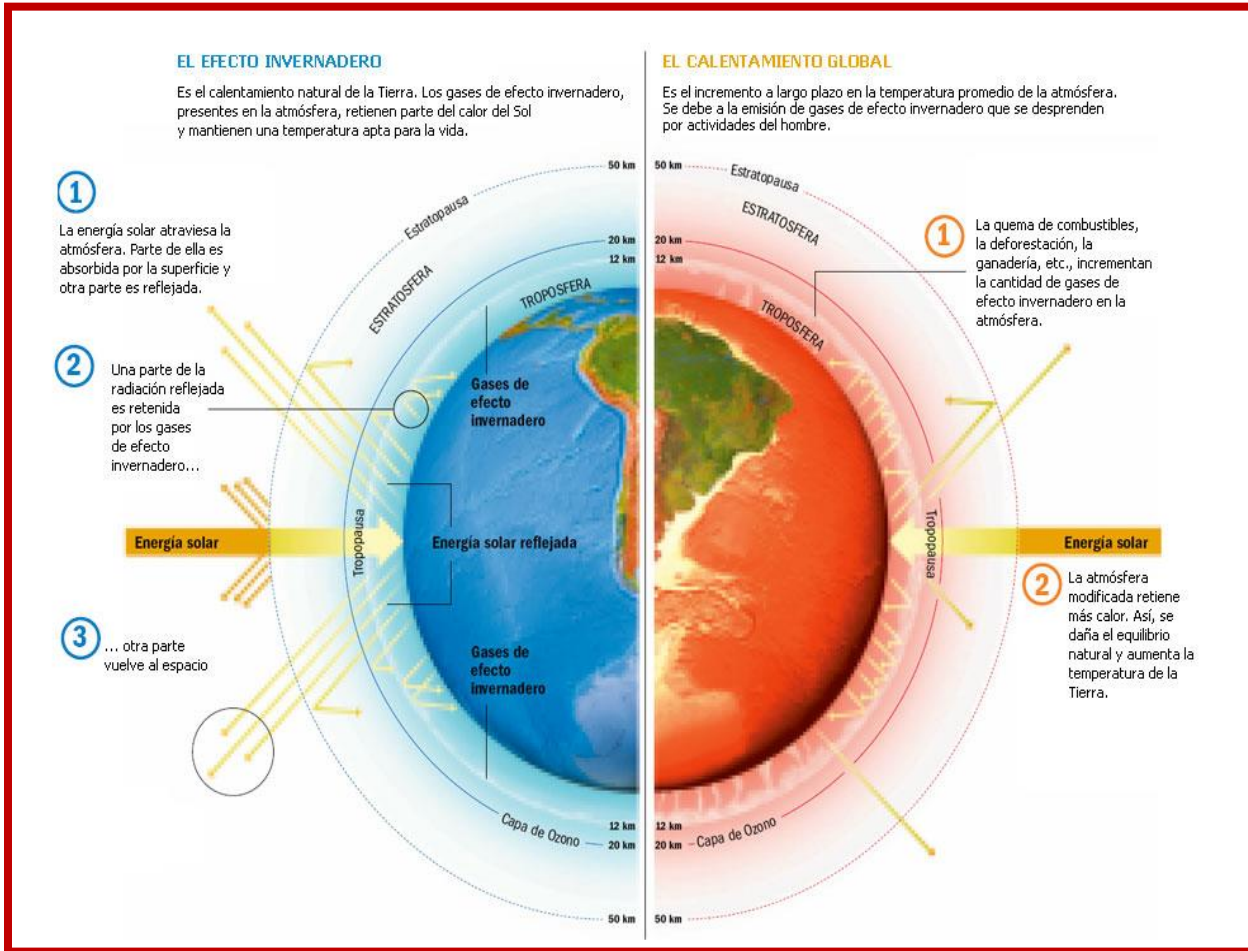 EL EFECTO INVERNADERO
Es el calentamiento natural de la Tierra. Los gases de efecto invernadero,
presentes en la atmósfera, retienen parte del calor del Sol
y mantienen una temperatura apta para la vida.
1
La energía solar atraviesa la
atmósfera. Parte de ella es
absorbida por la superficie y
otra parte es reflejada.
2
Una parte de la
radiación reflejada
es retenida
por los gases
de efecto
invernadero...
Energía solar
3
... otra parte
vuelve al espacio
50 km
Estratopausa
ESTRATOSFERA
20 km
12 km
TROPOSFERA
Gases de
efecto
invernadero
Tropopausa
Energía solar reflejada
Gases de
efecto
invernadero
Capa de Ozono
12 km
20 km
50 km
EL CALENTAMIENTO GLOBAL
Es el incremento a largo plazo en la temperatura promedio de la atmósfera.
Se debe a la emisión de gases de efecto invernadero que se desprenden
por actividades del hombre.
50 km
Estratopausa
ESTRATOSFERA
20 km
12 km
TROPOSFERA
1
La quema de combustibles,
la deforestación, la
ganadería, etc., incrementan
la cantidad de gases de
efecto invernadero en la
atmósfera.
Tropopausa
Energía solar
2
La atmósfera
modificada retiene
más calor. Así, se
daña el equilibrio
natural y aumenta la
temperatura de la
Tierra.
12 km
20 km
Capa de Ozono
50 km